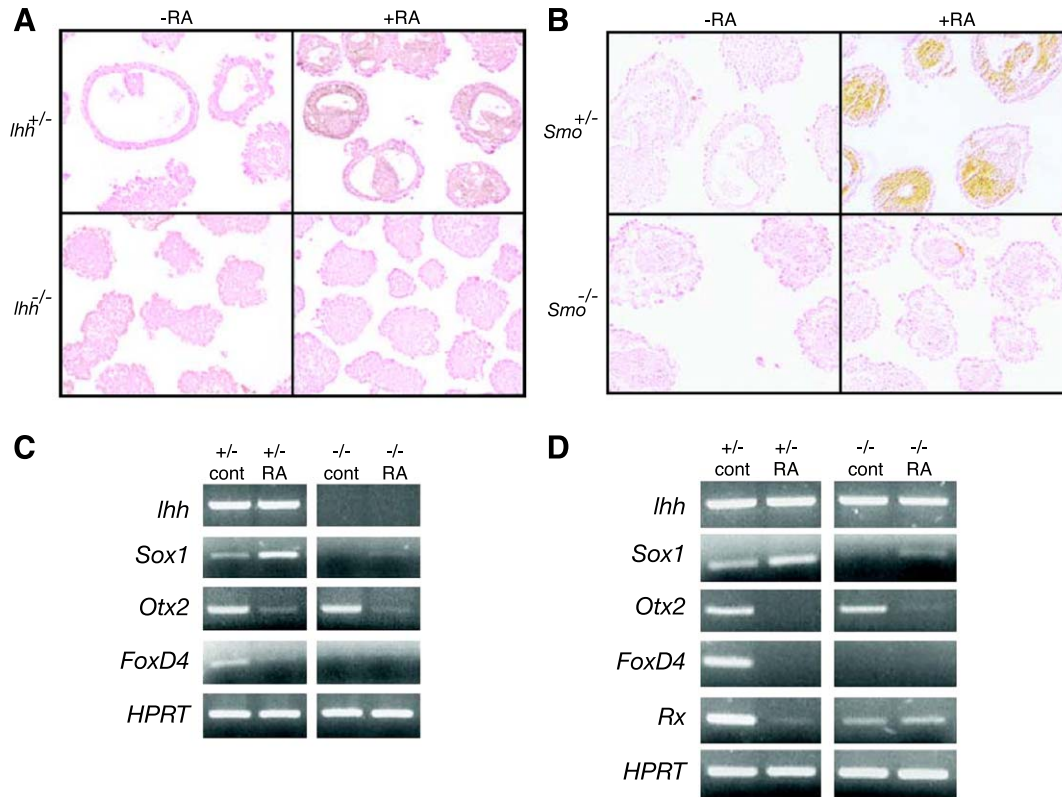 A
-RA
+RA
Ihh+/-
Ihh-/-
B
-RA
+RA
Smo+/-
Smo-/-
C
+/- +/- -/- -/-
cont RA cont RA
Ihh
Sox1
Otx2
FoxD4
HPRT
D
+/- +/- -/- -/-
cont RA cont RA
Ihh
Sox1
Otx2
FoxD4
Rx
HPRT